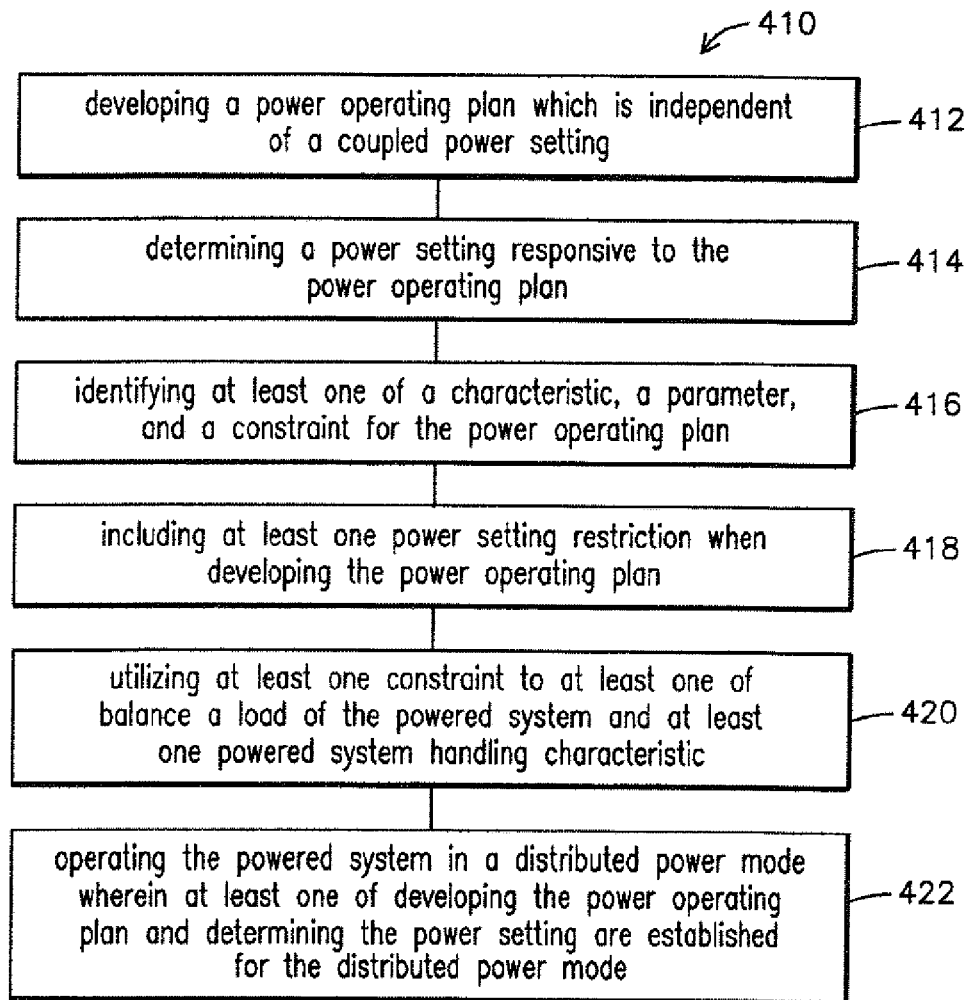 410
developing a power operating plan which is independent
of a coupled power setting
412
determining a power setting responsive to the
power operating plan
414
identifying at least one of a characteristic, a parameter,
and a constraint for the power operating plan
416
including at least one power setting restriction when
developing the power operating plan
418
utilizing at least one constraint to at least one of
balance a load of the powered system and at least
one powered system handling characteristic
420
operating the powered system in a distributed power mode
wherein at least one of developing the power operating
plan and determining the power setting are established
for the distributed power mode
422